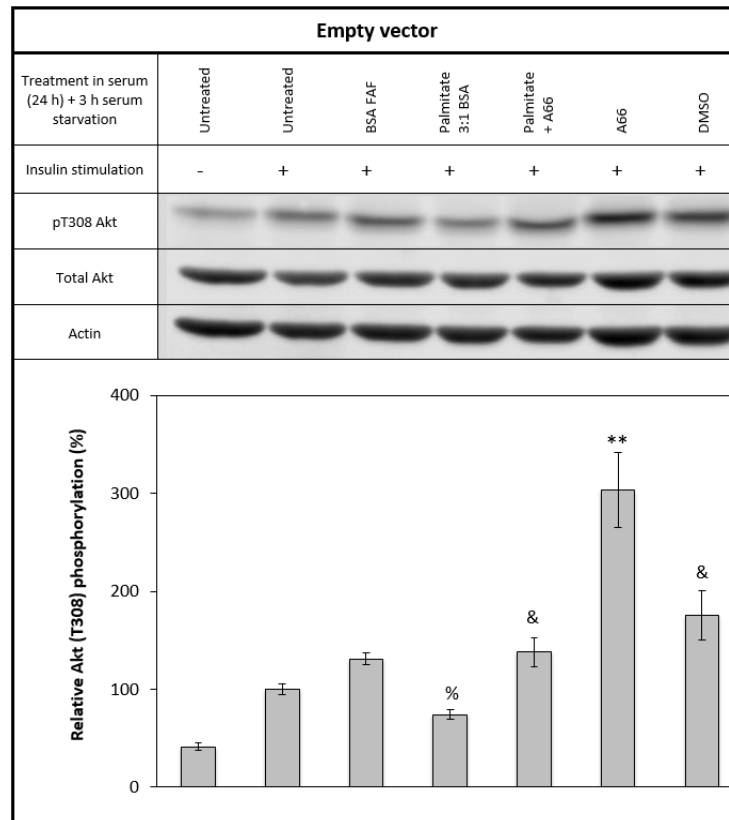 Empty vector
Treatment in serum
(24 h) + 3 h serum
starvation
Untreated
Untreated
BSA FAF
Palmitate
3:1 BSA
Palmitate
+ A66
A66
DMSO
Insulin stimulation - + + + + + +
pT308 Akt
Total Akt
Actin
Relative Akt (T308) phosphorylation (%)
400
300
200
100
0
%
&
**
&